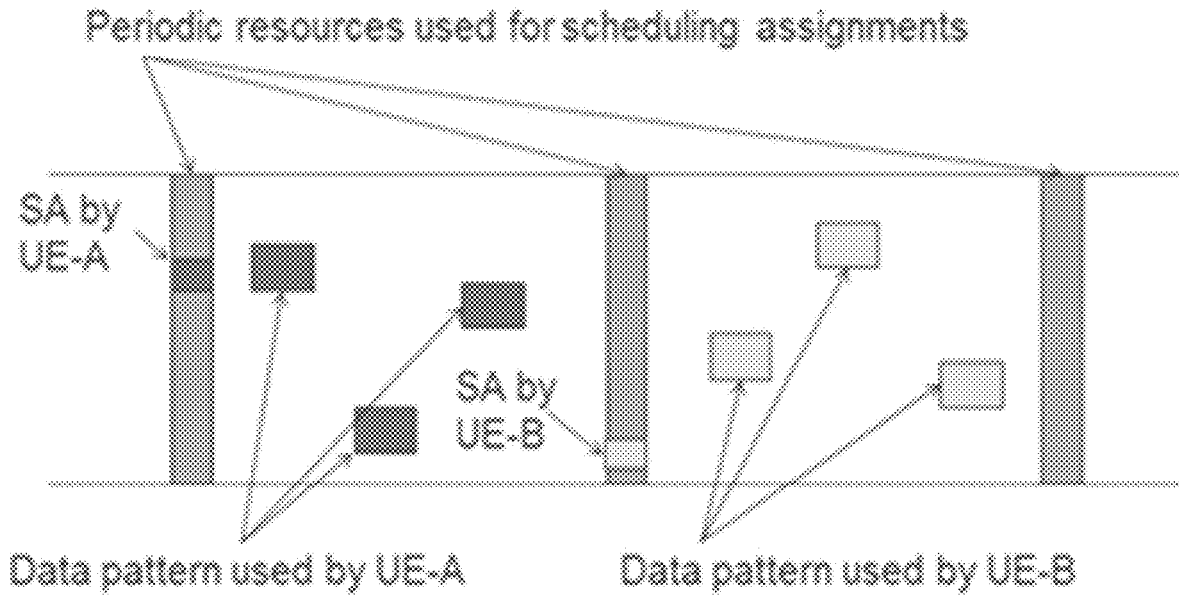 Periodic resources used for scheduling assignments
SA by
UE-A
SA by
UE-B
Data pattern used by UE-A
Data pattern used by UE-B